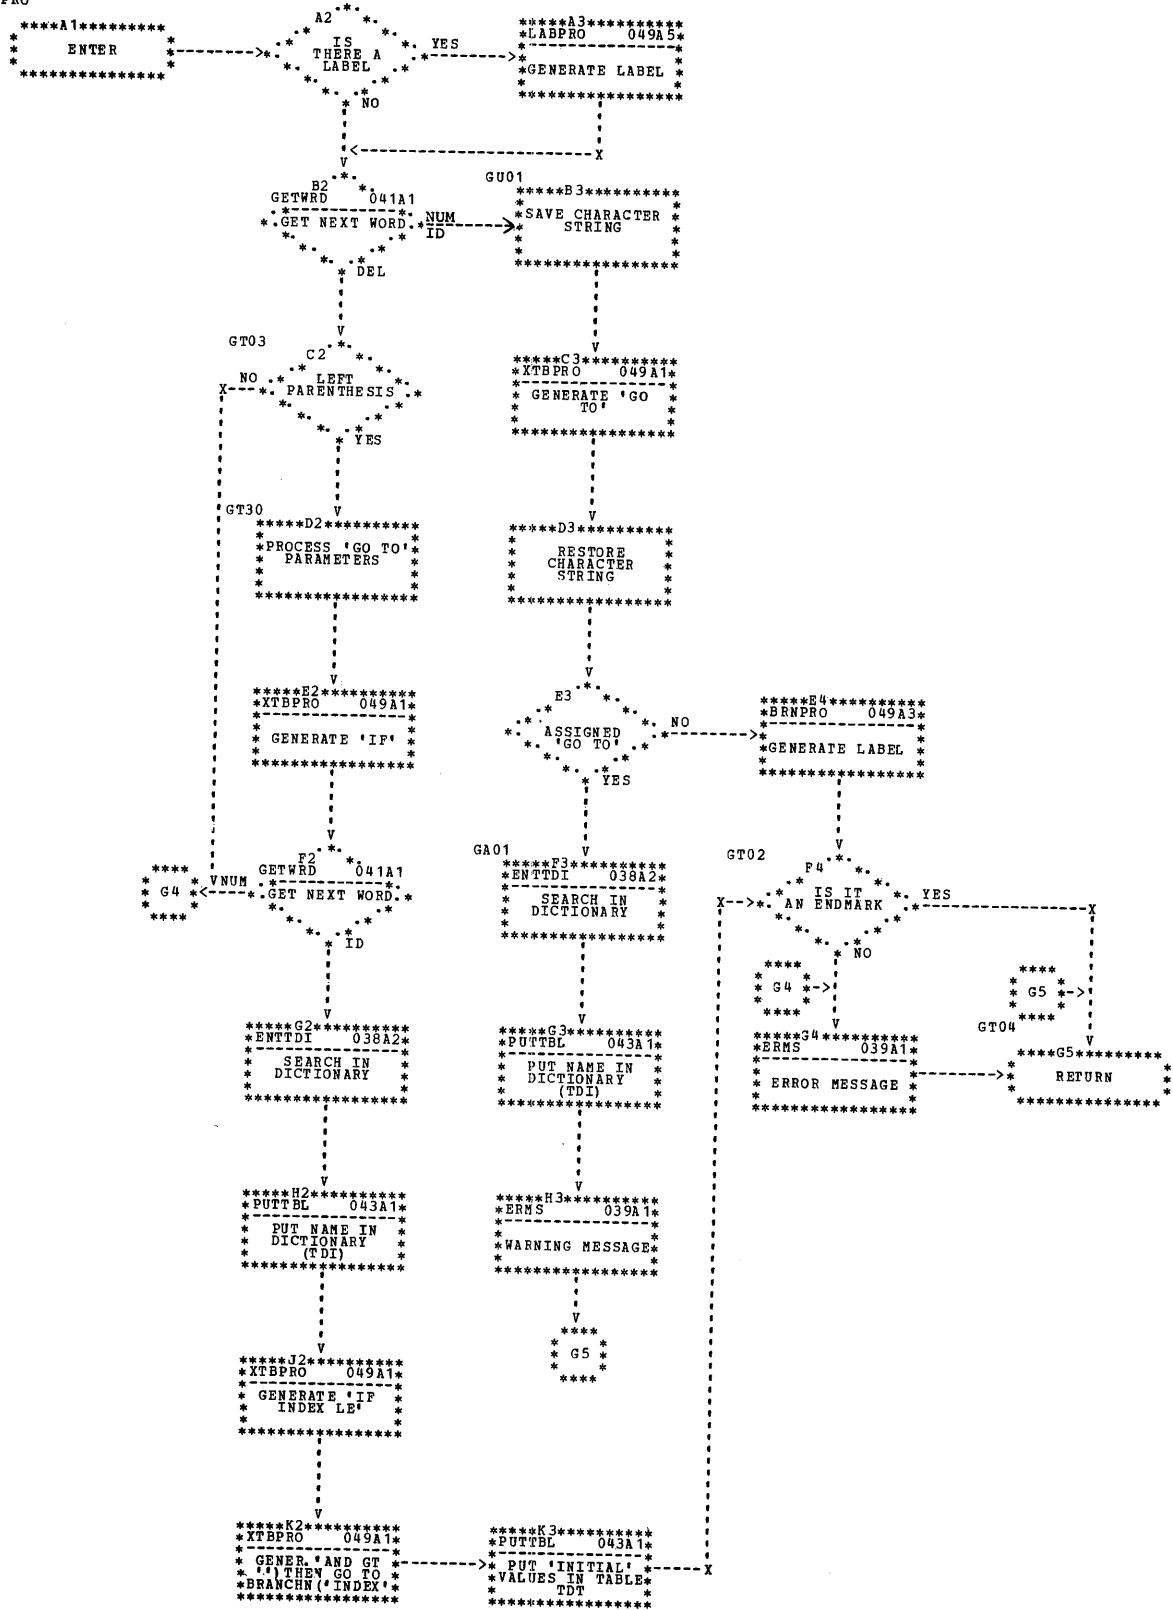 PRO
A1
ENTER
A2
IS
THERE A
LABEL
YES
NO
A3
LABPRO 049A5
GENERATE LABEL
B2
GETWRD 041A1
GET NEXT WORD
NUM
ID
DEL
GU01
B3
SAVE CHARACTER
STRING
GT03
C2
LEFT
PARENTHESIS
NO
YES
C3
XTBPRO 049A1
GENERATE 'GO
TO'
GT30
D2
PROCESS 'GO TO'
PARAMETERS
D3
RESTORE
CHARACTER
STRING
E2
XTBPRO 049A1
GENERATE 'IF'
E3
ASSIGNED
'GO TO'
NO
YES
E4
BRNPRO 049A3
GENERATE LABEL
F2
GETWRD 041A1
GET NEXT WORD
NUM
ID
G4
GA01
F3
ENTTDI 038A2
SEARCH IN
DICTIONARY
GT02
F4
IS IT
AN ENDMARK
YES
NO
G4
G5
G2
ENTTDI 038A2
SEARCH IN
DICTIONARY
G3
PUTTBL 043A1
PUT NAME IN
DICTIONARY
(TDI)
G4
ERMS 039A1
ERROR MESSAGE
GT04
G5
RETURN
H2
PUTTBL 043A1
PUT NAME IN
DICTIONARY
(TDI)
H3
ERMS 039A1
WARNING MESSAGE
G5
J2
XTBPRO 049A1
GENERATE 'IF
INDEX LE'
K2
XTBPRO 049A1
GENER. 'AND GT
'.') THEN GO TO
BRANCHN('INDEX'
K3
PUTTBL 043A1
PUT 'INITIAL'
VALUES IN TABLE
TDT